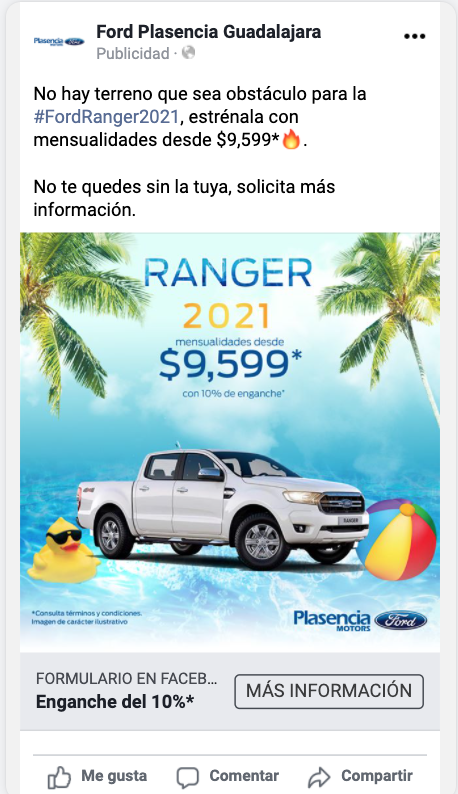 Plasencia Ford
MOTORS
Ford Plasencia Guadalajara
Publicidad ·
No hay terreno que sea obstáculo para la
#FordRanger2021, estrénala con
mensualidades desde $9,599*🔥.
No te quedes sin la tuya, solicita más
información.
RANGER
2021
mensualidades desde
$9,599*
con 10% de enganche*
4x4
RANGER
*Consulta términos y condiciones.
Imagen de carácter ilustrativo
Plasencia Ford
MOTORS
FORMULARIO EN FACEB...
Enganche del 10%*
MÁS INFORMACIÓN
Me gusta Comentar Compartir